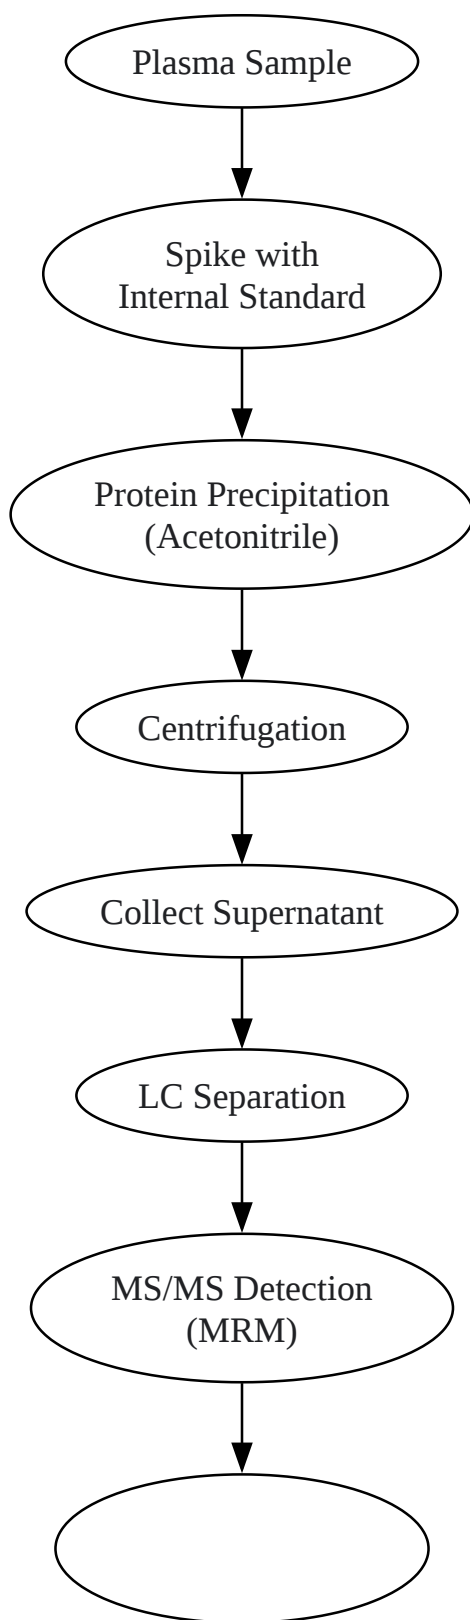 Plasma Sample
Spike with
Internal Standard
Protein Precipitation
(Acetonitrile)
Centrifugation
Collect Supernatant
LC Separation
MS/MS Detection
(MRM)